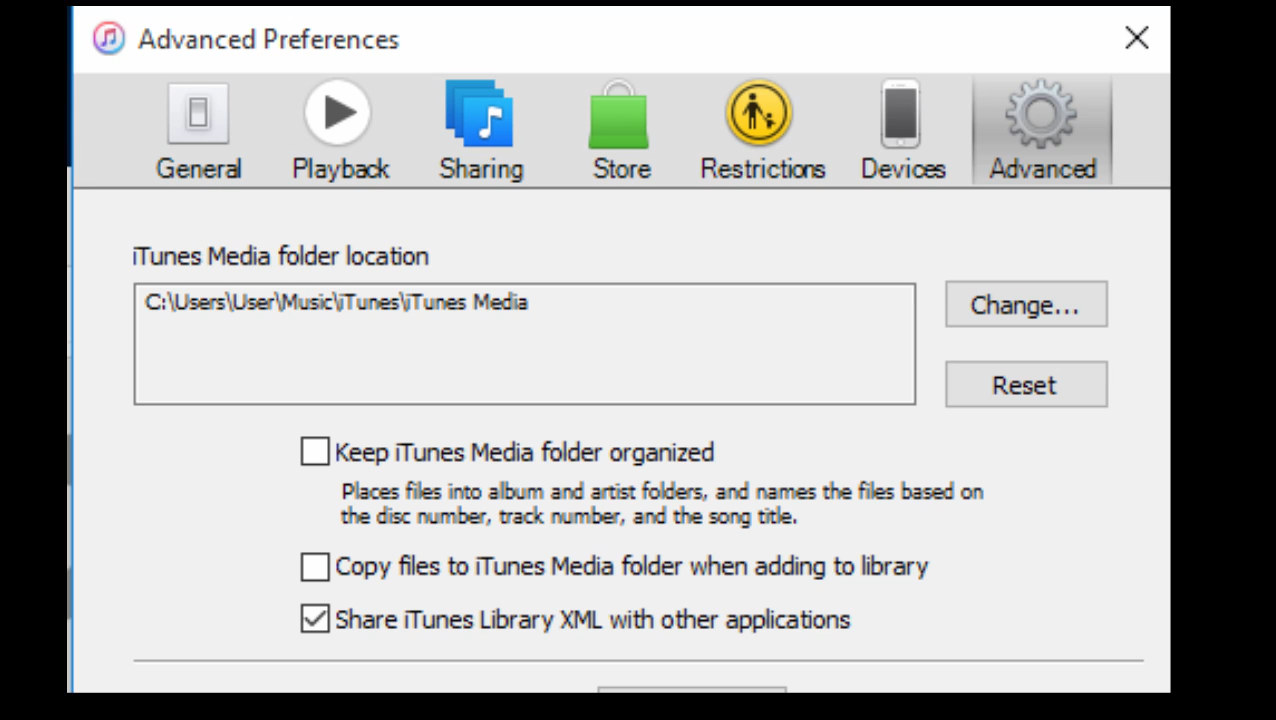 Advanced Preferences
General Playback Sharing Store Restrictions Devices Advanced
iTunes Media folder location
C:\Users\User\Music\iTunes\iTunes Media
Change...
Reset
Keep iTunes Media folder organized
Places files into album and artist folders, and names the files based on
the disc number, track number, and the song title.
Copy files to iTunes Media folder when adding to library
Share iTunes Library XML with other applications